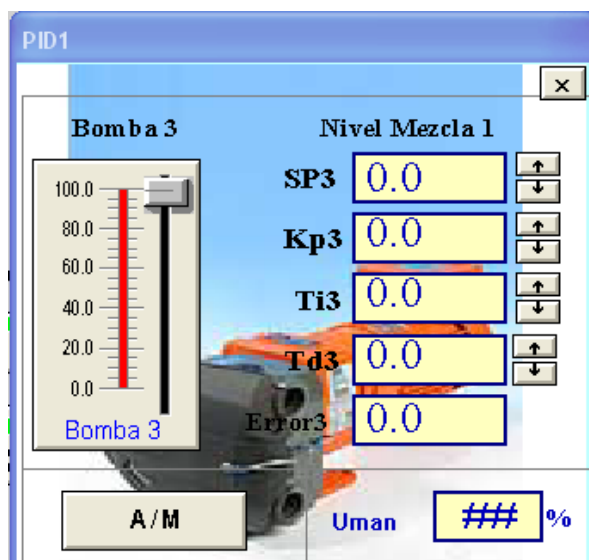 PID1
×
Bomba 3
Nivel Mezcla 1
100.0
80.0
60.0
40.0
20.0
0.0
Bomba 3
SP3 0.0
Kp3 0.0
Ti3 0.0
Td3 0.0
Error3 0.0
A/M
Uman ## %